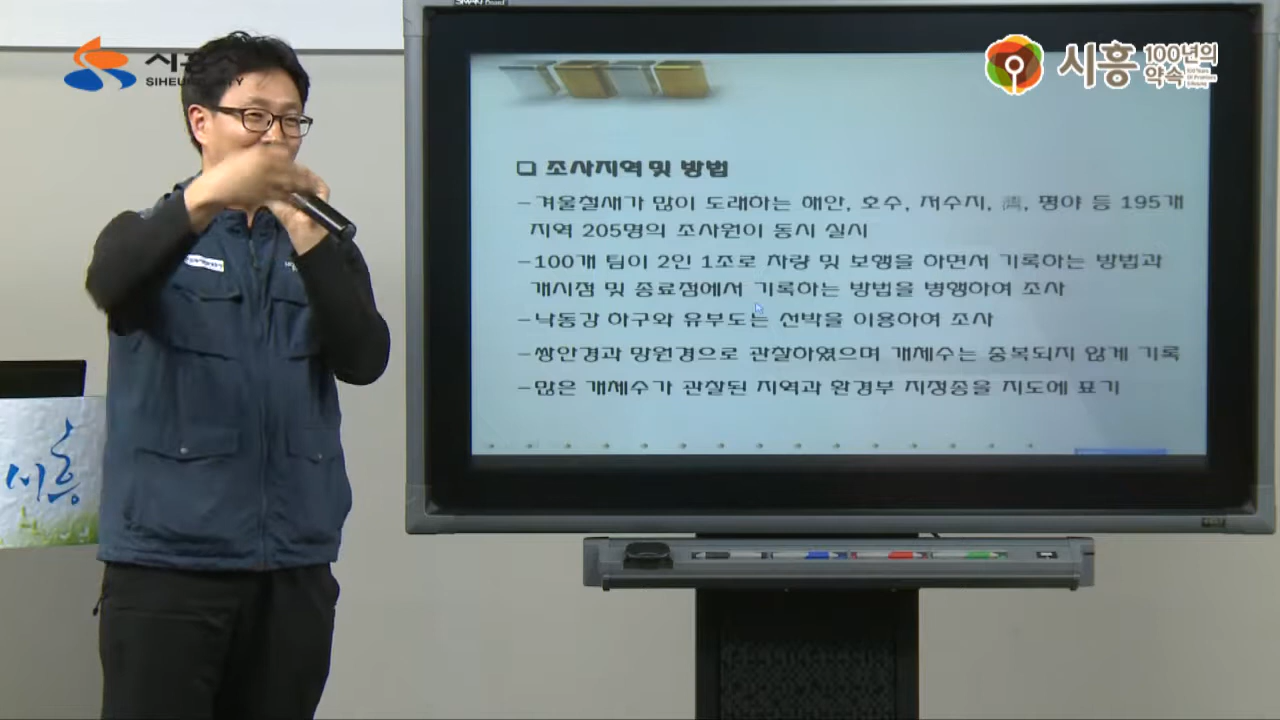 시흥시
SIHEUNG CITY
시흥
100년의
약속
❑ 조사지역 및 방법
-겨울철새가 많이 도래하는 해안, 호수, 저수지, 灣, 평야 등 195개
지역 205명의 조사원이 동시 실시
-100개 팀이 2인 1조로 차량 및 보행을 하면서 기록하는 방법과
개시점 및 종료점에서 기록하는 방법을 병행하여 조사
-낙동강 하구와 유부도는 선박을 이용하여 조사
-쌍안경과 망원경으로 관찰하였으며 개체수는 중복되지 않게 기록
-많은 개체수가 관찰된 지역과 환경부 지정종을 지도에 표기
시흥